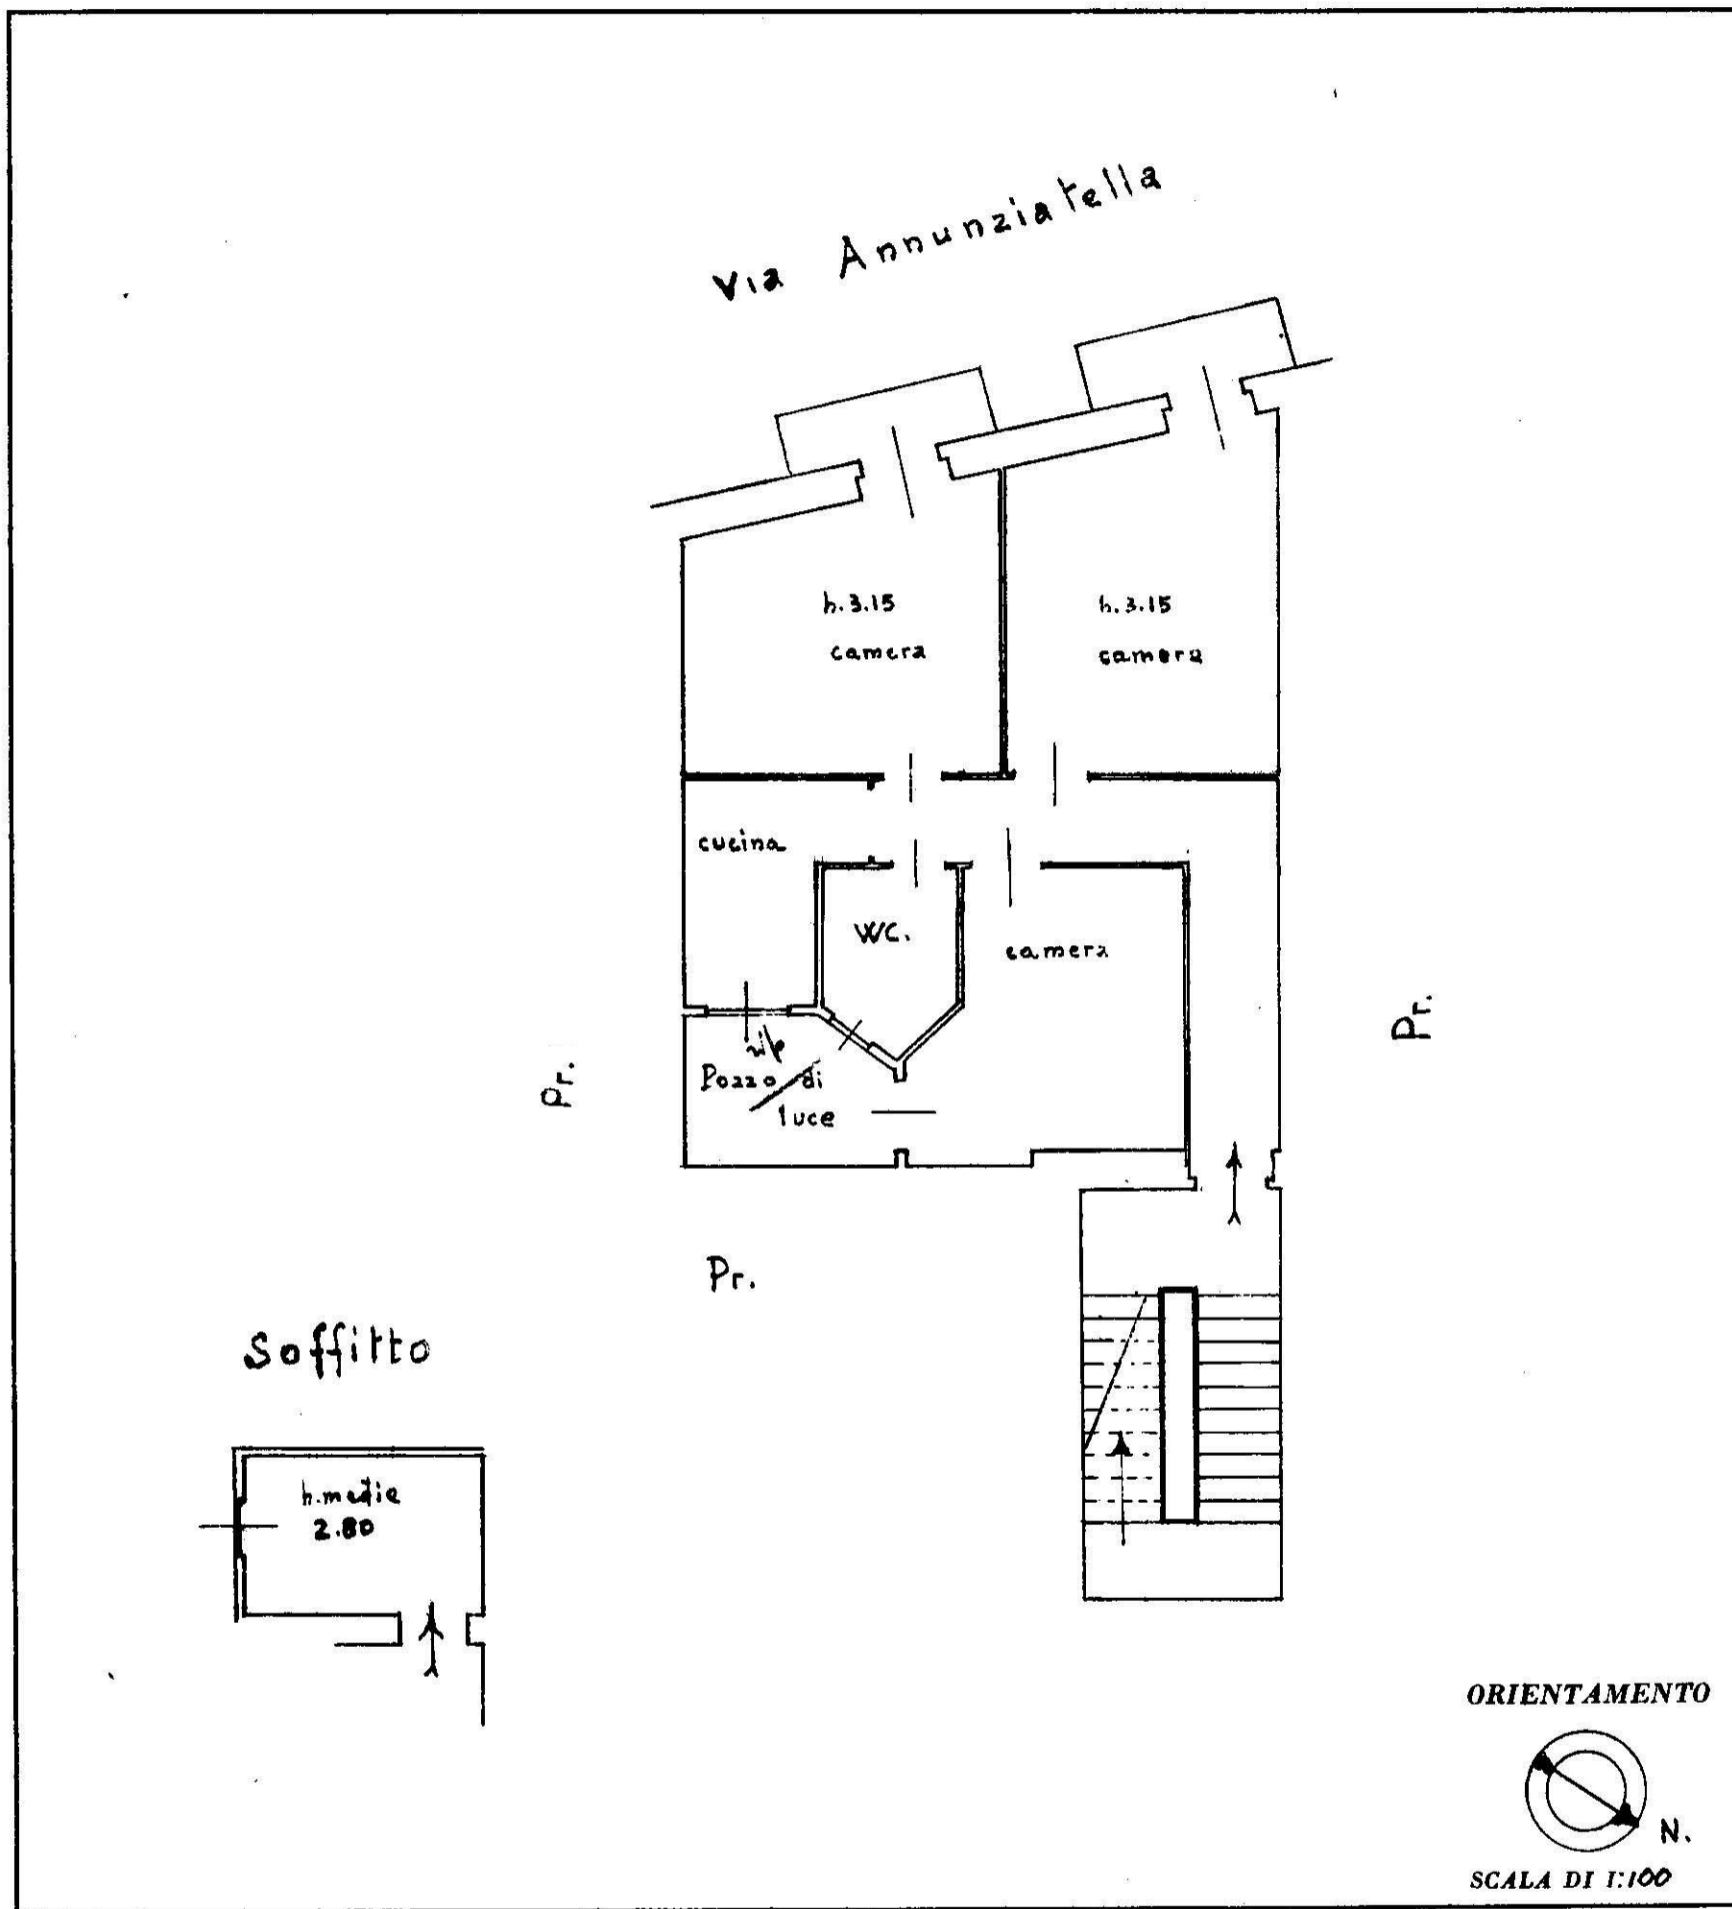 Via Annunziatella
h.3.15
camera
h.3.15
camera
cucina
WC.
camera
Pozzo di
luce
Pr.
Pr.
Pr.
Soffitto
h.medie
2.80
ORIENTAMENTO
N.
SCALA DI 1:100